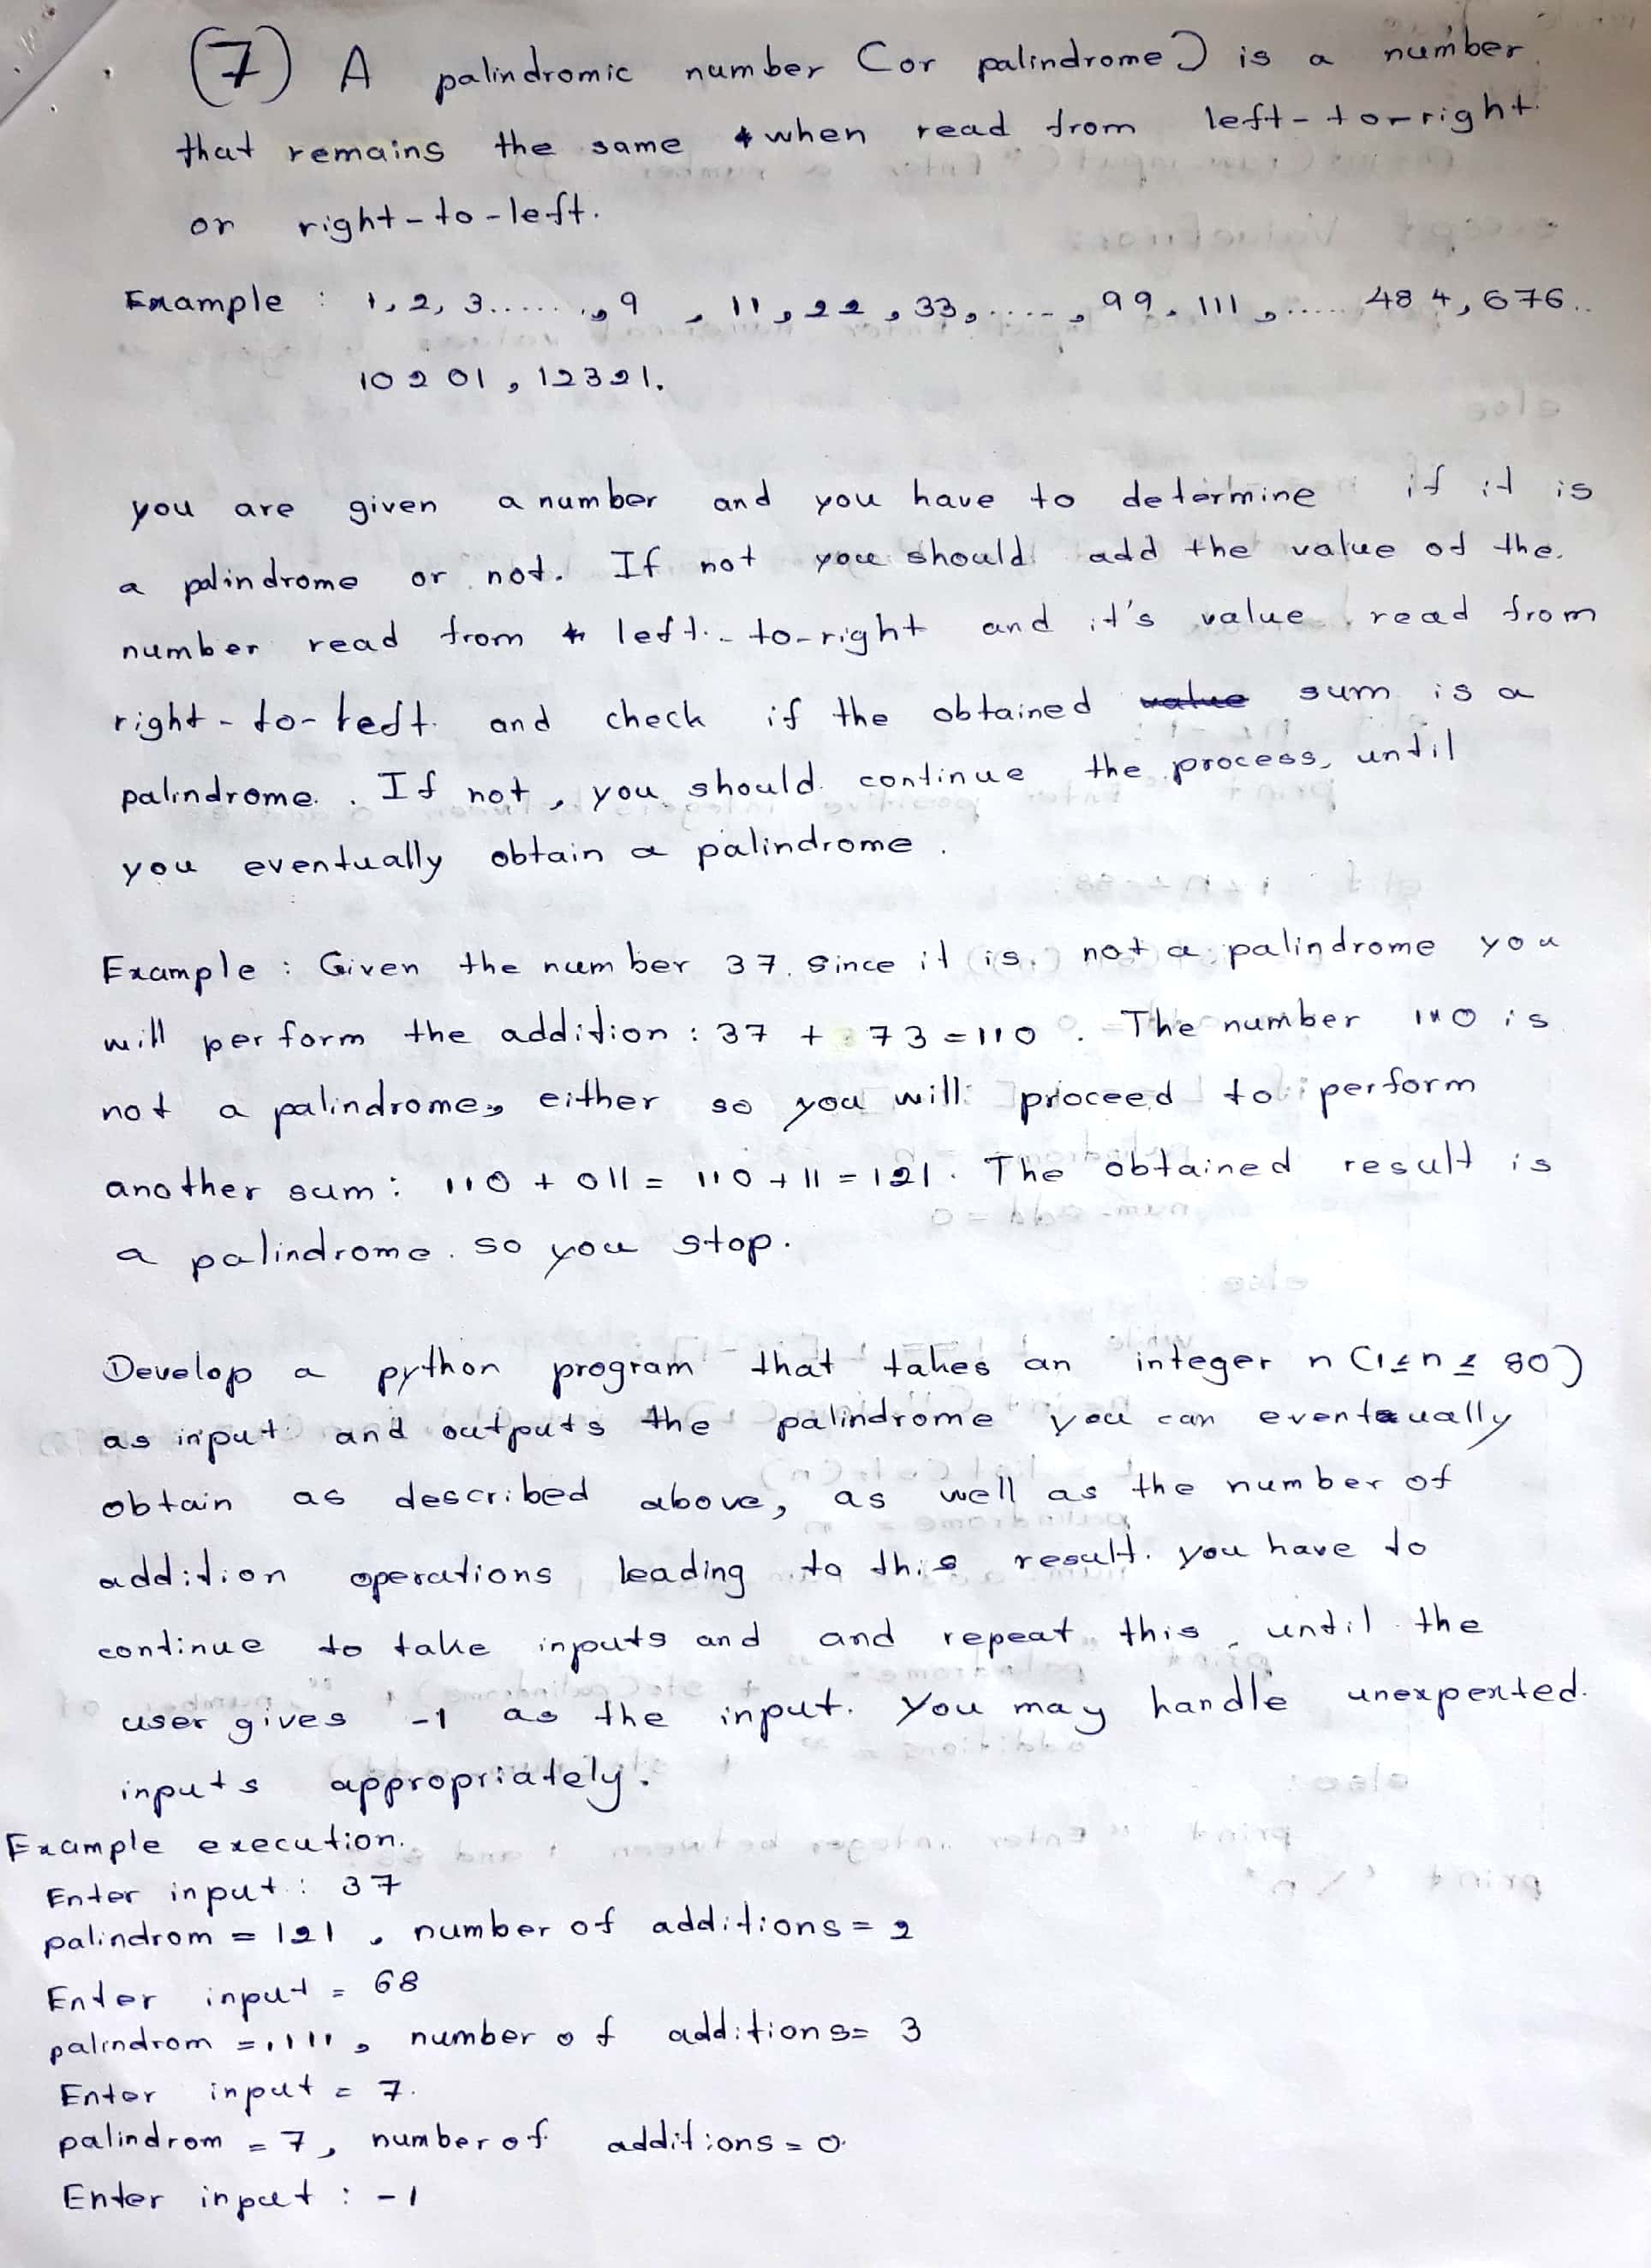 (7) A palindromic number (or palindrome) is a number
that remains the same when read from left-to-right
or right-to-left.
Example : 1, 2, 3......., 9 , 11, 22, 33, ....., 99, 111, ..... 484, 676..
10201, 12321.
you are given a number and you have to determine if it is
a palindrome or not. If not you should add the value of the
number read from left-to-right and it's value read from
right-to-left and check if the obtained value sum is a
palindrome. If not, you should continue the process, until
you eventually obtain a palindrome.
Example : Given the number 37. Since it is not a palindrome you
will perform the addition : 37 + 73 = 110. The number 110 is
not a palindrome, either so you will proceed to perform
another sum : 110 + 011 = 110 + 11 = 121. The obtained result is
a palindrome. so you stop.
Develop a python program that takes an integer n (1≤n≤80)
as input and outputs the palindrome you can eventaually
obtain as described above, as well as the number of
addition operations leading to this result. you have to
continue to take inputs and and repeat this, until the
user gives -1 as the input. You may handle unexpexted
inputs appropriately.
Example execution.
Enter input : 37
palindrom = 121, number of additions = 2
Enter input = 68
palindrom = 1111, number of additions= 3
Enter input = 7.
palindrom = 7, number of additions = 0.
Enter input : -1